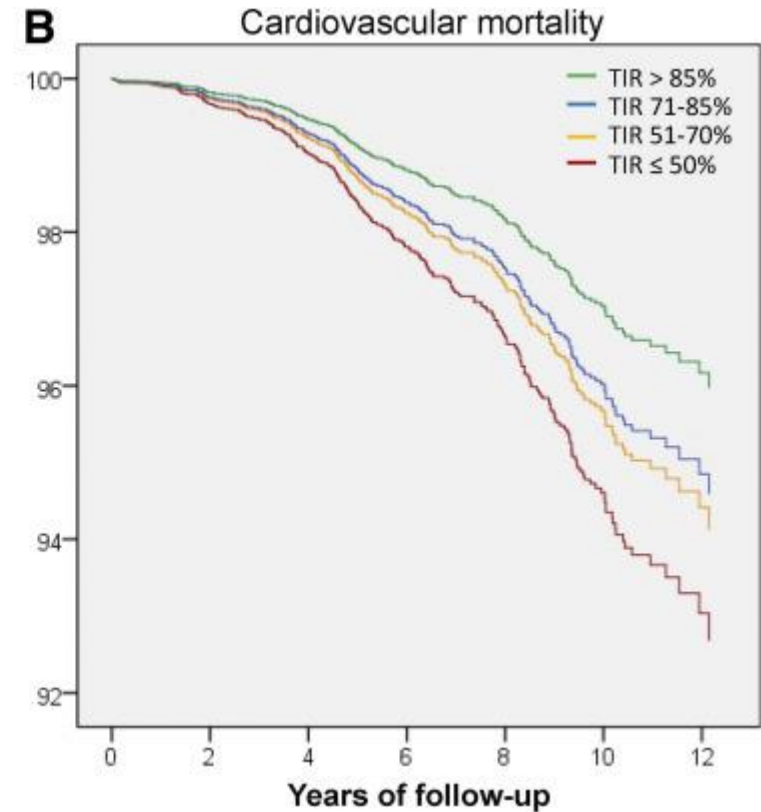 B
Cardiovascular mortality
TIR > 85%
TIR 71-85%
TIR 51-70%
TIR ≤ 50%
100
98
96
94
92
0 2 4 6 8 10 12
Years of follow-up